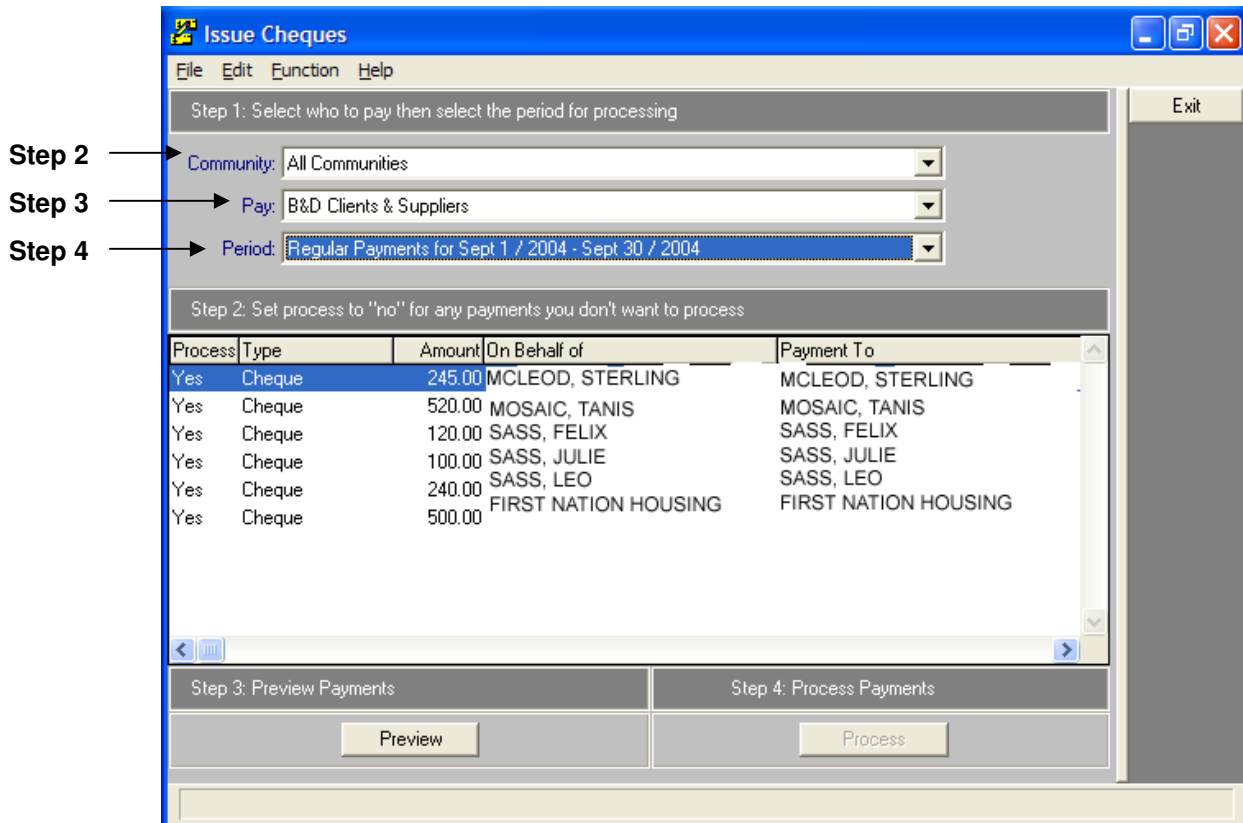 Issue Cheques
File Edit Function Help
Step 1: Select who to pay then select the period for processing
Exit
Step 2
Community: All Communities
Step 3
Pay: B&D Clients & Suppliers
Step 4
Period: Regular Payments for Sept 1 / 2004 - Sept 30 / 2004
Step 2: Set process to "no" for any payments you don't want to process
Process Type Amount On Behalf of Payment To
Yes Cheque 245.00 MCLEOD, STERLING MCLEOD, STERLING
Yes Cheque 520.00 MOSAIC, TANIS MOSAIC, TANIS
Yes Cheque 120.00 SASS, FELIX SASS, FELIX
Yes Cheque 100.00 SASS, JULIE SASS, JULIE
Yes Cheque 240.00 SASS, LEO SASS, LEO
Yes Cheque 500.00 FIRST NATION HOUSING FIRST NATION HOUSING
Step 3: Preview Payments Step 4: Process Payments
Preview Process